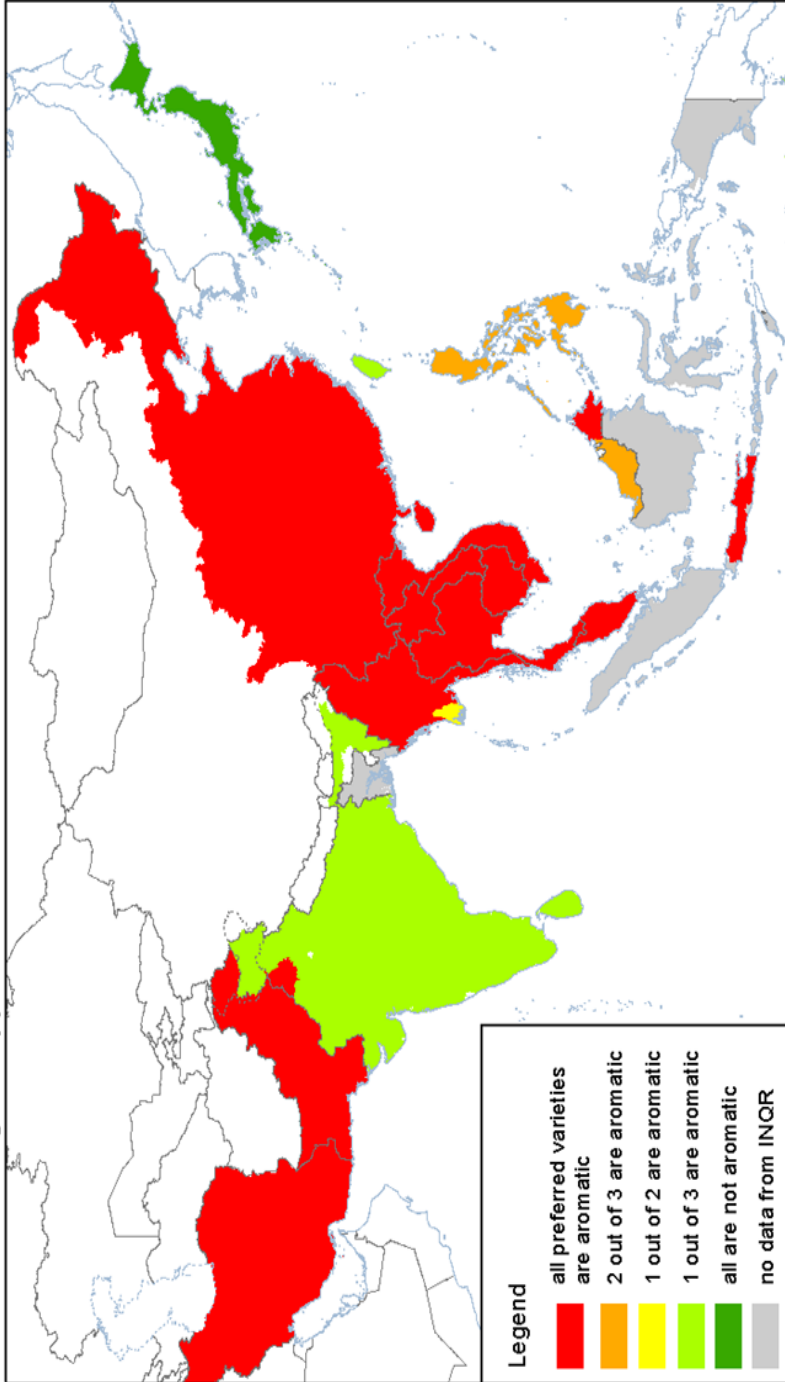 Legend
all preferred varieties
are aromatic
2 out of 3 are aromatic
1 out of 2 are aromatic
1 out of 3 are aromatic
all are not aromatic
no data from INQR